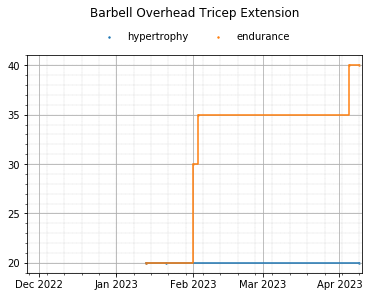 Barbell Overhead Tricep Extension
hypertrophy endurance
40
35
30
25
20
Dec 2022 Jan 2023 Feb 2023 Mar 2023 Apr 2023